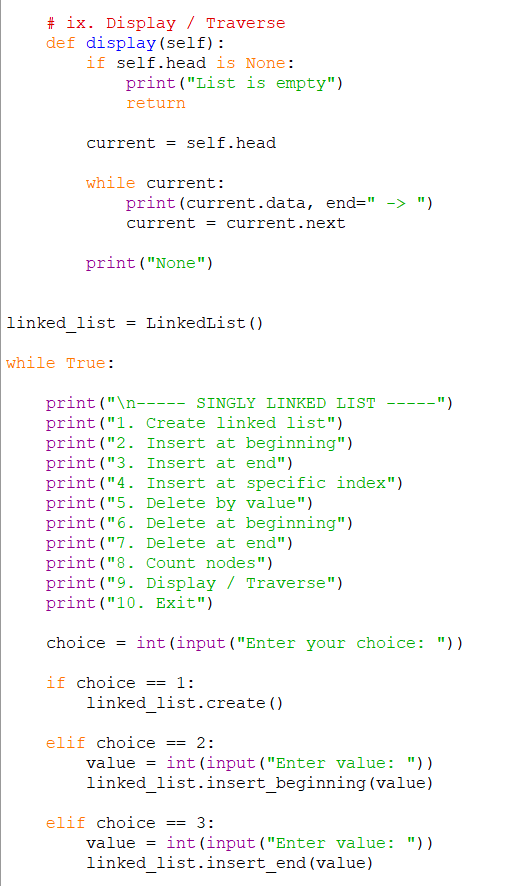 # ix. Display / Traverse
    def display(self):
        if self.head is None:
            print("List is empty")
            return
        current = self.head
        while current:
            print(current.data, end=" -> ")
            current = current.next
        print("None")
linked_list = LinkedList()
while True:
    print("\n----- SINGLY LINKED LIST -----")
    print("1. Create linked list")
    print("2. Insert at beginning")
    print("3. Insert at end")
    print("4. Insert at specific index")
    print("5. Delete by value")
    print("6. Delete at beginning")
    print("7. Delete at end")
    print("8. Count nodes")
    print("9. Display / Traverse")
    print("10. Exit")
    choice = int(input("Enter your choice: "))
    if choice == 1:
        linked_list.create()
    elif choice == 2:
        value = int(input("Enter value: "))
        linked_list.insert_beginning(value)
    elif choice == 3:
        value = int(input("Enter value: "))
        linked_list.insert_end(value)